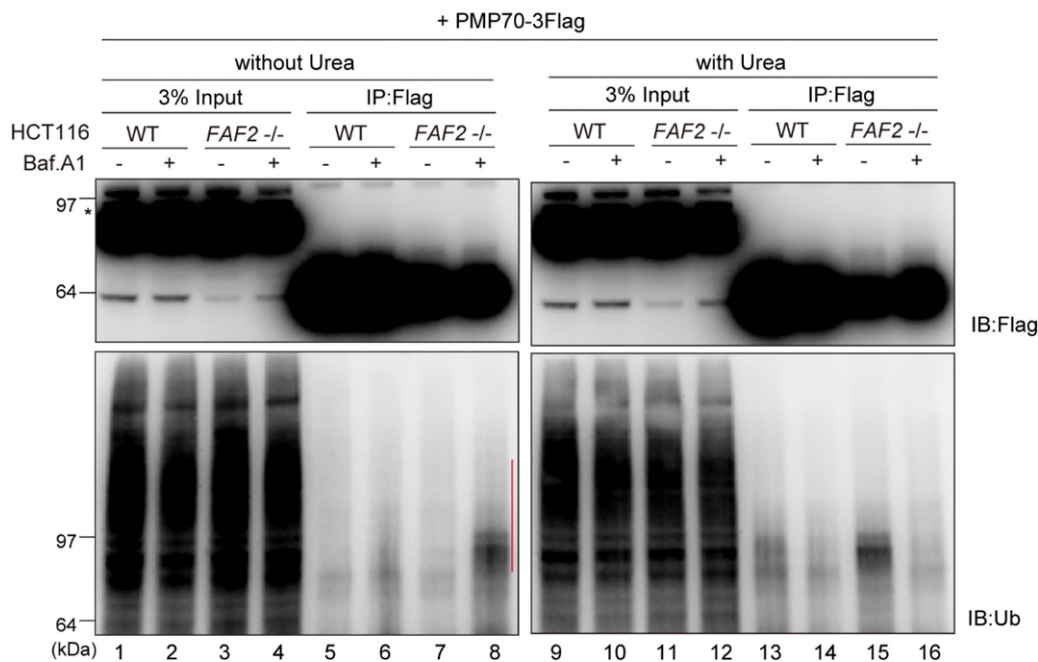 + PMP70-3Flag
without Urea with Urea
3% Input IP:Flag 3% Input IP:Flag
HCT116 WT FAF2 -/- WT FAF2 -/- WT FAF2 -/- WT FAF2 -/-
Baf.A1 - + - + - + - + - + - + - + - +
97
*
64
IB:Flag
97
64
IB:Ub
(kDa) 1 2 3 4 5 6 7 8 9 10 11 12 13 14 15 16